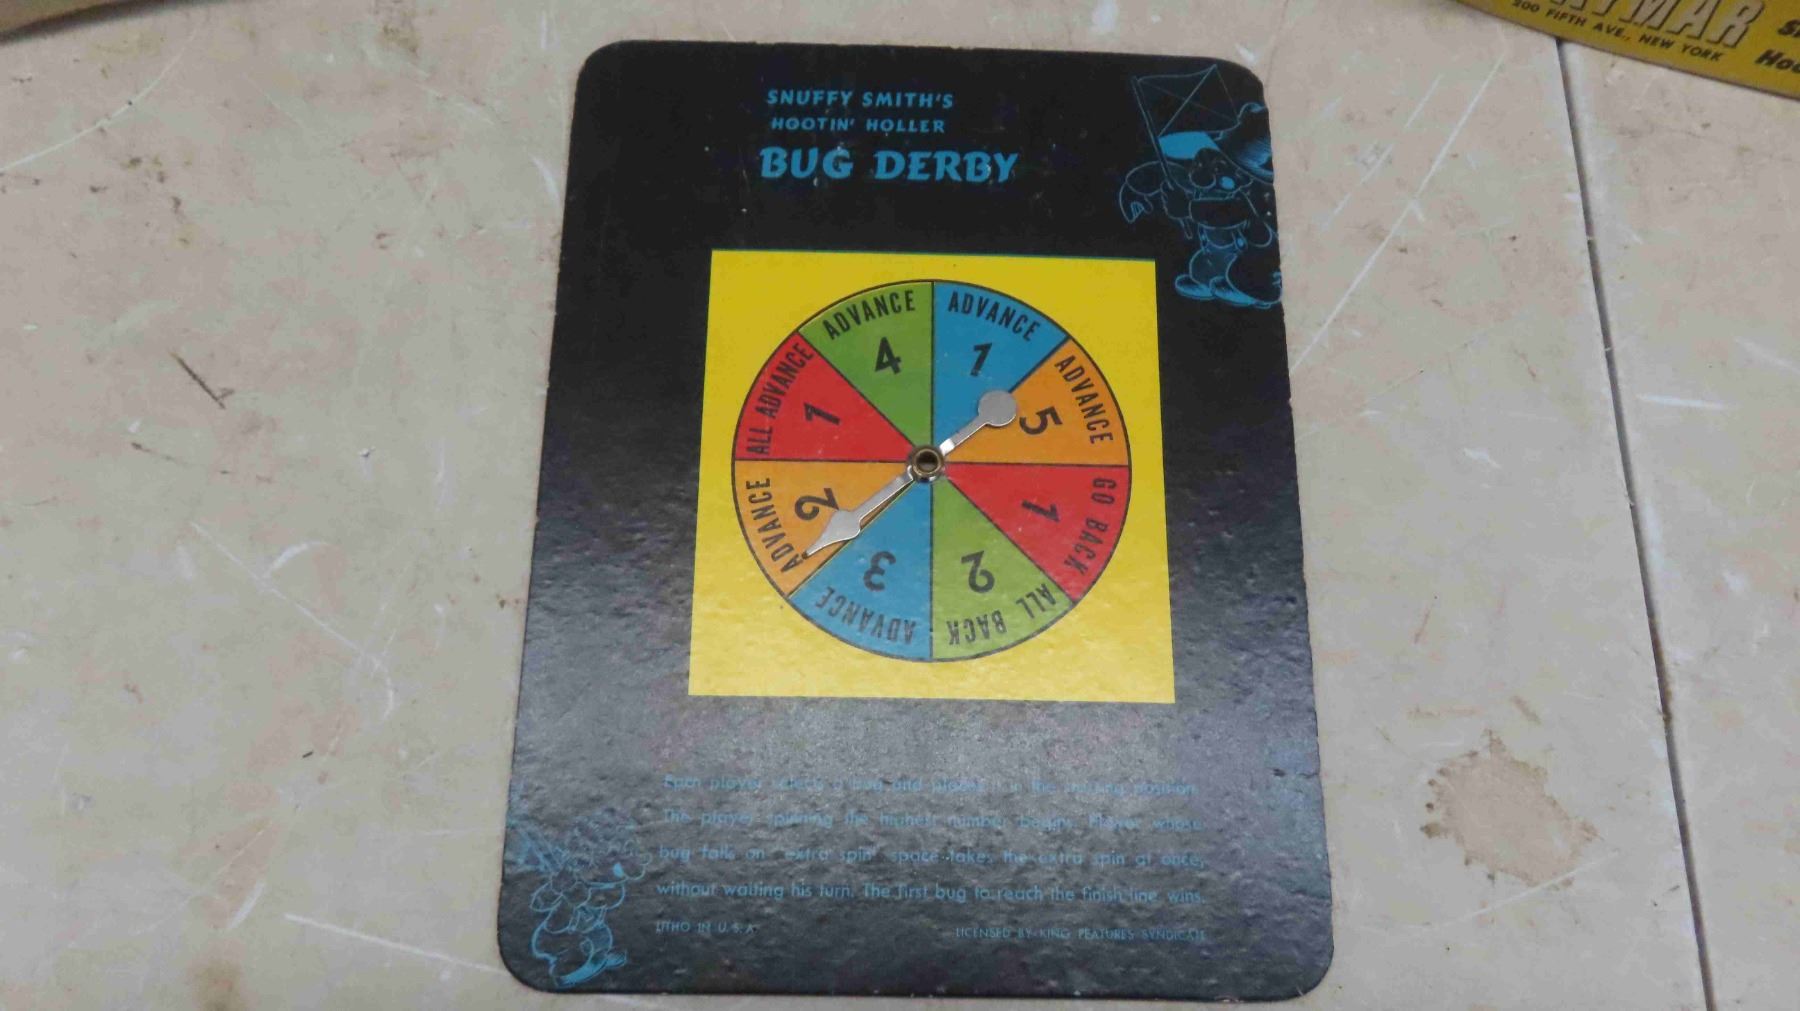 200 FIFTH AVE., NEW YORK
SNUFFY SMITH'S
HOOTIN' HOLLER
BUG DERBY
ADVANCE
4
ADVANCE
1
ADVANCE
5
GO BACK
1
ALL BACK
2
ADVANCE
3
ADVANCE
2
ALL ADVANCE
1
Each player selects a bug and places it in the starting position.
The player spinning the highest number begins. Player whose
bug falls on "extra spin" space takes the extra spin at once,
without waiting his turn. The first bug to reach the finish line wins.
LITHO IN U.S.A.
LICENSED BY KING FEATURES SYNDICATE